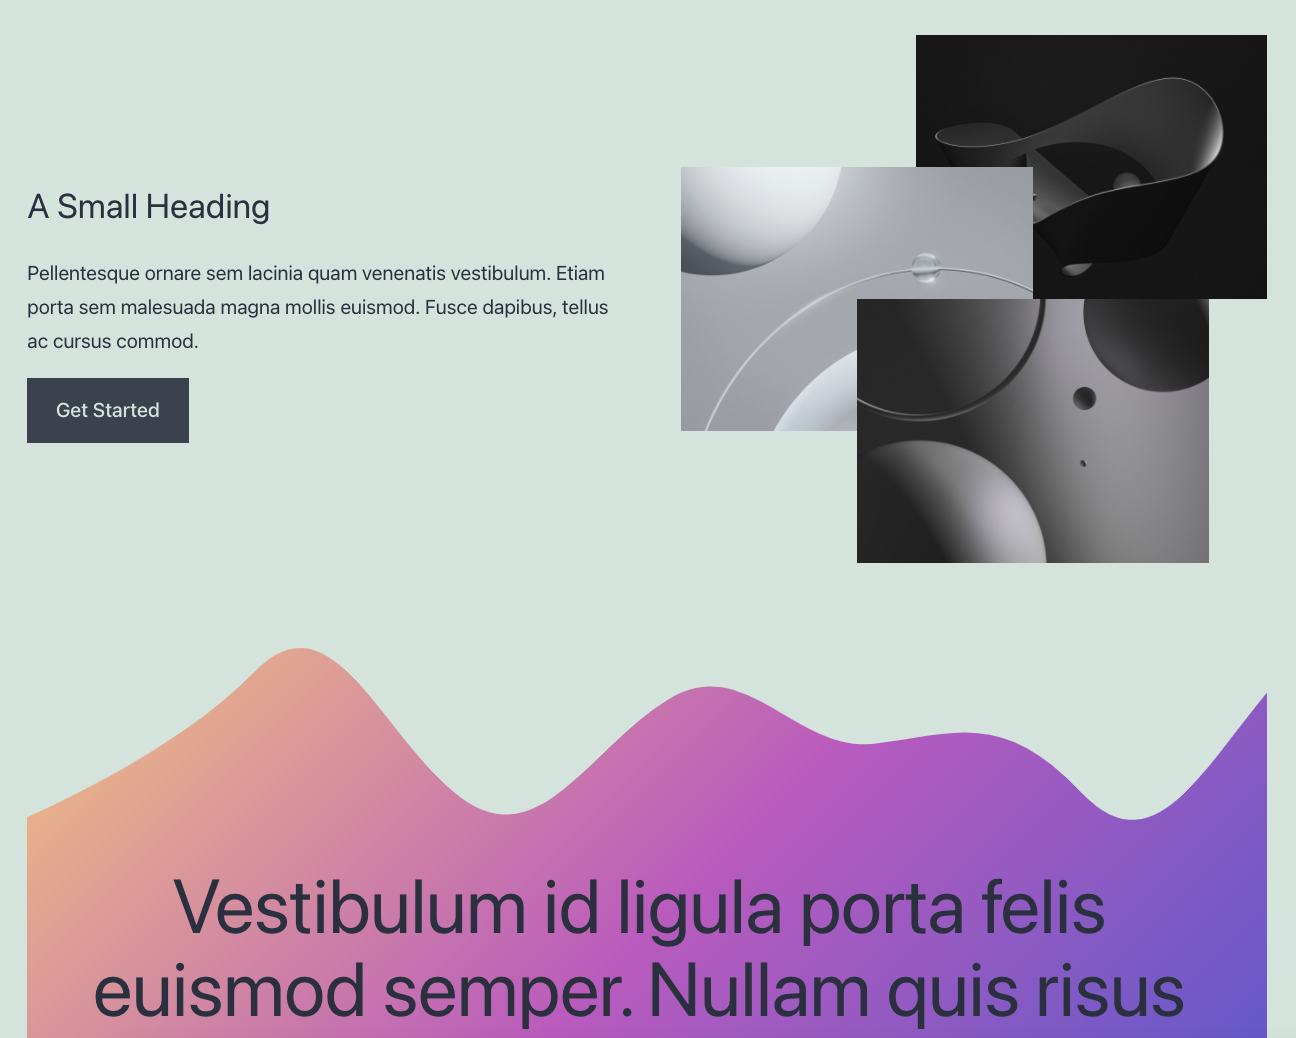 A Small Heading
Pellentesque ornare sem lacinia quam venenatis vestibulum. Etiam
porta sem malesuada magna mollis euismod. Fusce dapibus, tellus
ac cursus commod.
Get Started
Vestibulum id ligula porta felis
euismod semper. Nullam quis risus